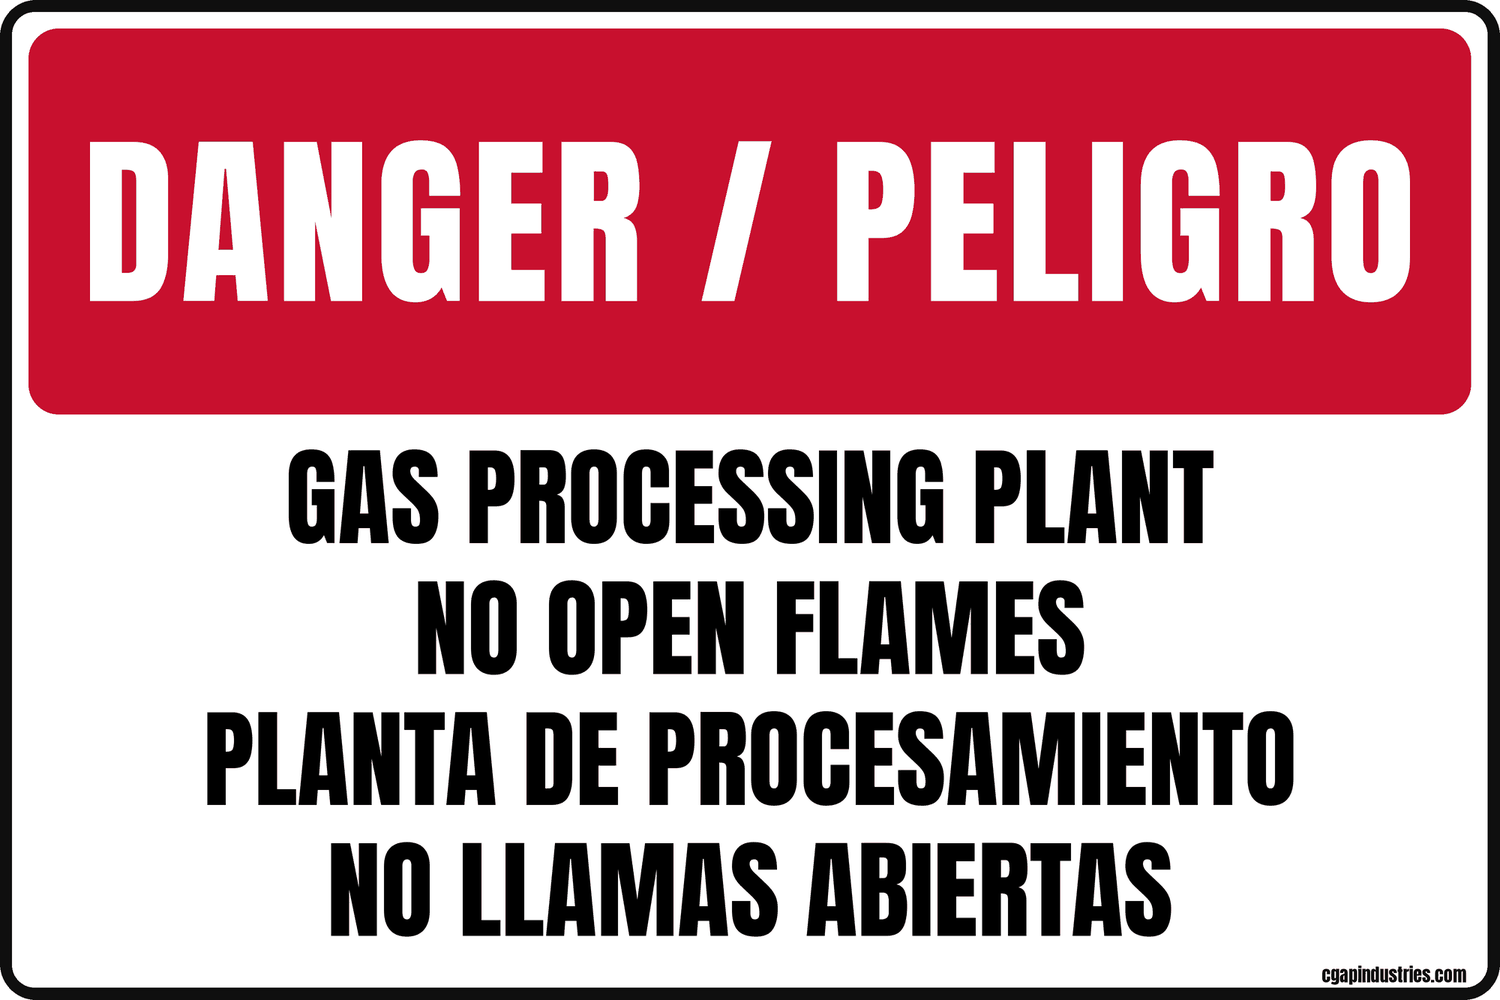 DANGER / PELIGRO
GAS PROCESSING PLANT
NO OPEN FLAMES
PLANTA DE PROCESAMIENTO
NO LLAMAS ABIERTAS
cgapindustries.com